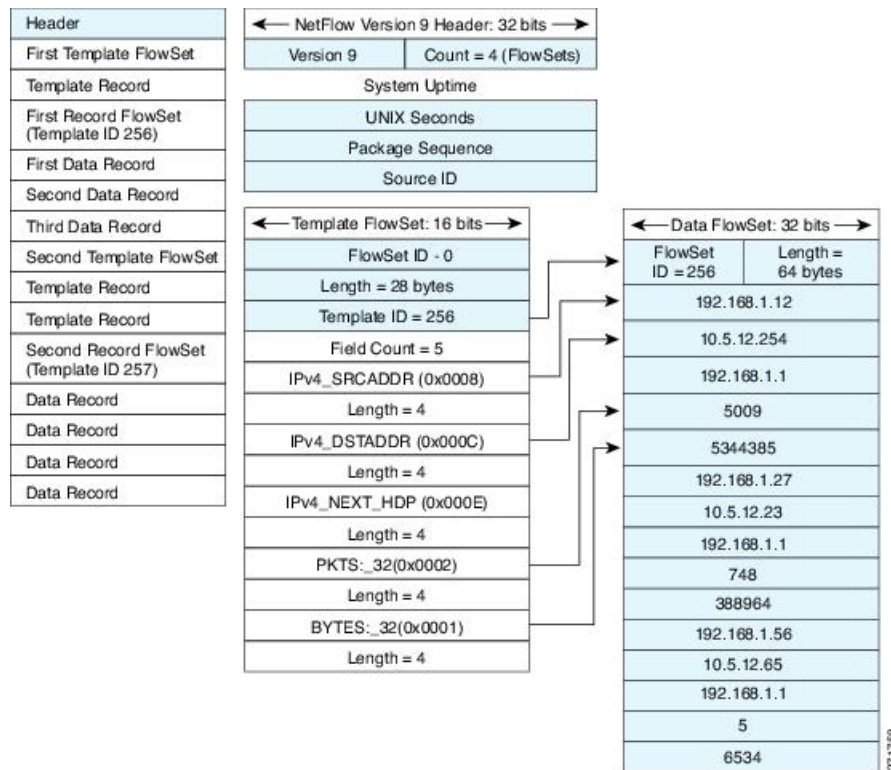 Header
First Template FlowSet
Template Record
First Record FlowSet
(Template ID 256)
First Data Record
Second Data Record
Third Data Record
Second Template FlowSet
Template Record
Template Record
Second Record FlowSet
(Template ID 257)
Data Record
Data Record
Data Record
Data Record
NetFlow Version 9 Header: 32 bits
Version 9
Count = 4 (FlowSets)
System Uptime
UNIX Seconds
Package Sequence
Source ID
Template FlowSet: 16 bits
FlowSet ID - 0
Length = 28 bytes
Template ID = 256
Field Count = 5
IPv4_SRCADDR (0x0008)
Length = 4
IPv4_DSTADDR (0x000C)
Length = 4
IPv4_NEXT_HDP (0x000E)
Length = 4
PKTS:_32(0x0002)
Length = 4
BYTES:_32(0x0001)
Length = 4
Data FlowSet: 32 bits
FlowSet
ID = 256
Length =
64 bytes
192.168.1.12
10.5.12.254
192.168.1.1
5009
5344385
192.168.1.27
10.5.12.23
192.168.1.1
748
388964
192.168.1.56
10.5.12.65
192.168.1.1
5
6534